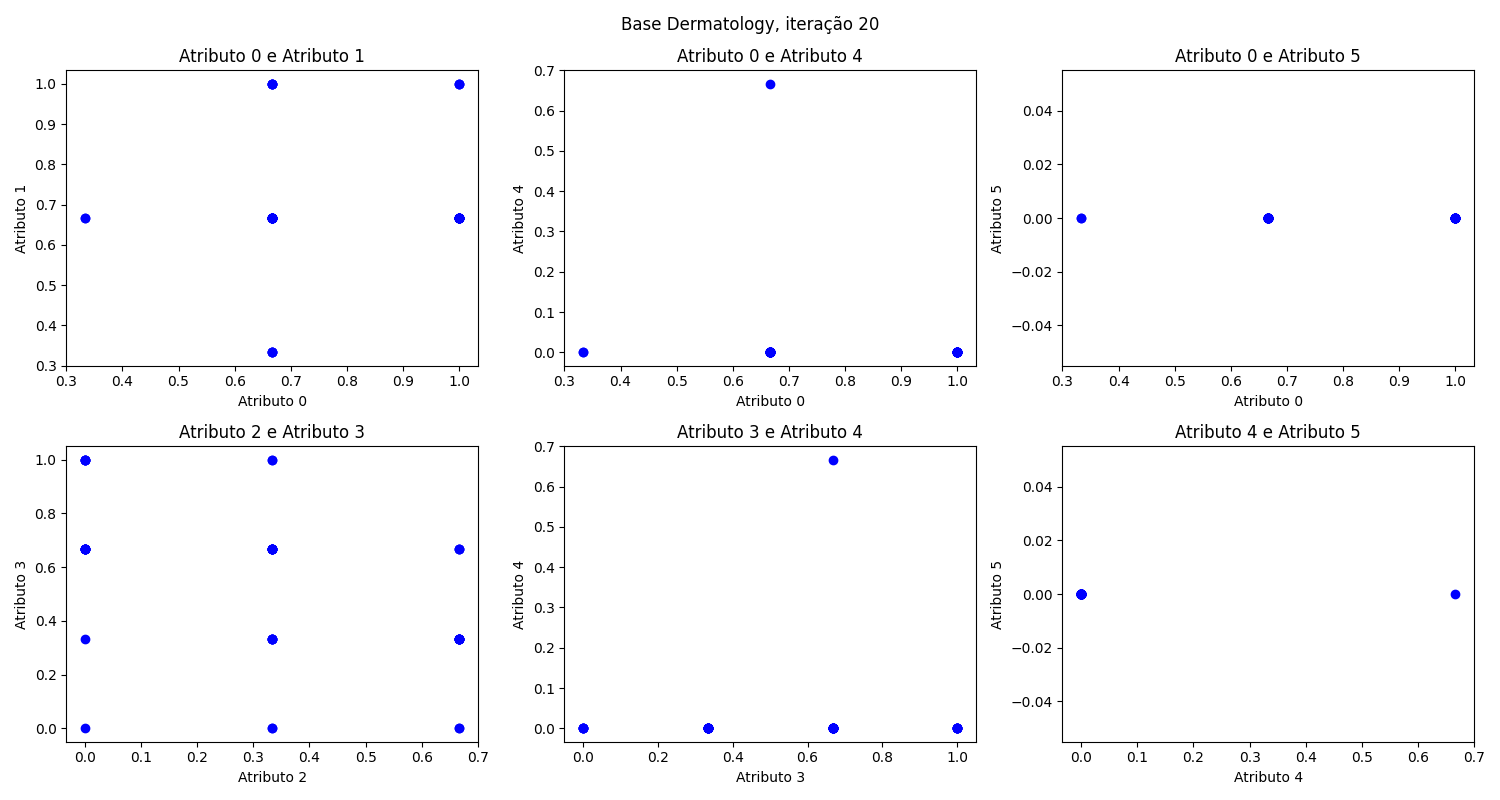 Base Dermatology, iteração 20
Atributo 0 e Atributo 1
Atributo 0 e Atributo 4
Atributo 0 e Atributo 5
1.0
0.9
0.8
0.7
0.6
0.5
0.4
0.3
Atributo 1
0.3 0.4 0.5 0.6 0.7 0.8 0.9 1.0
Atributo 0
0.7
0.6
0.5
0.4
0.3
0.2
0.1
0.0
Atributo 4
0.3 0.4 0.5 0.6 0.7 0.8 0.9 1.0
Atributo 0
0.04
0.02
0.00
−0.02
−0.04
Atributo 5
0.3 0.4 0.5 0.6 0.7 0.8 0.9 1.0
Atributo 0
Atributo 2 e Atributo 3
Atributo 3 e Atributo 4
Atributo 4 e Atributo 5
1.0
0.8
0.6
0.4
0.2
0.0
Atributo 3
0.0 0.1 0.2 0.3 0.4 0.5 0.6 0.7
Atributo 2
0.7
0.6
0.5
0.4
0.3
0.2
0.1
0.0
Atributo 4
0.0 0.2 0.4 0.6 0.8 1.0
Atributo 3
0.04
0.02
0.00
−0.02
−0.04
Atributo 5
0.0 0.1 0.2 0.3 0.4 0.5 0.6 0.7
Atributo 4